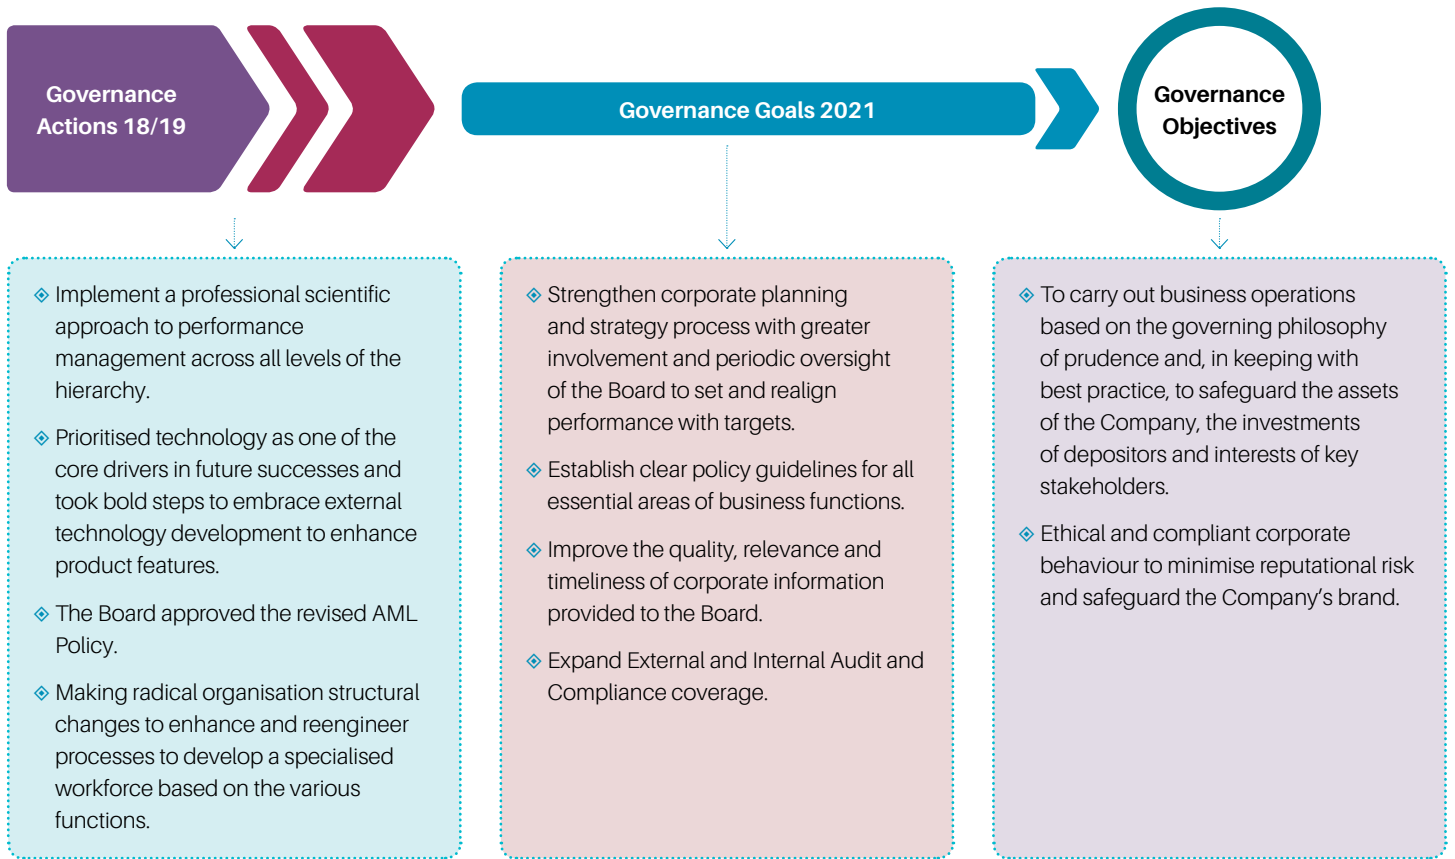 Governance
Actions 18/19
Governance Goals 2021
Governance
Objectives
Implement a professional scientific
approach to performance
management across all levels of the
hierarchy.
Prioritised technology as one of the
core drivers in future successes and
took bold steps to embrace external
technology development to enhance
product features.
The Board approved the revised AML
Policy.
Making radical organisation structural
changes to enhance and reengineer
processes to develop a specialised
workforce based on the various
functions.
Strengthen corporate planning
and strategy process with greater
involvement and periodic oversight
of the Board to set and realign
performance with targets.
Establish clear policy guidelines for all
essential areas of business functions.
Improve the quality, relevance and
timeliness of corporate information
provided to the Board.
Expand External and Internal Audit and
Compliance coverage.
To carry out business operations
based on the governing philosophy
of prudence and, in keeping with
best practice, to safeguard the assets
of the Company, the investments
of depositors and interests of key
stakeholders.
Ethical and compliant corporate
behaviour to minimise reputational risk
and safeguard the Company’s brand.